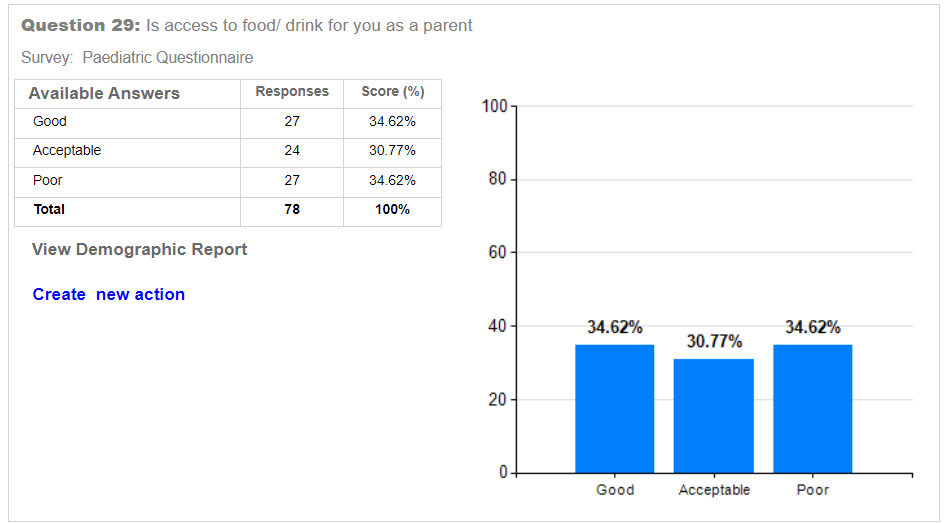 Question 29: Is access to food/ drink for you as a parent
Survey: Paediatric Questionnaire
Available Answers Responses Score (%)
Good 27 34.62%
Acceptable 24 30.77%
Poor 27 34.62%
Total 78 100%
View Demographic Report
Create new action
100
80
60
40
20
0
34.62% 30.77% 34.62%
Good Acceptable Poor